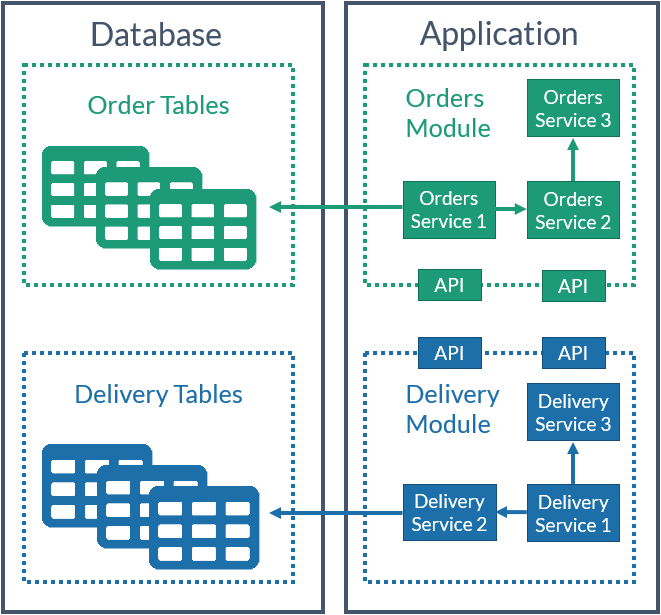 Database
Order Tables
Delivery Tables
Application
Orders
Module
Orders
Service 3
Orders
Service 1
Orders
Service 2
API
API
API
API
Delivery
Module
Delivery
Service 3
Delivery
Service 2
Delivery
Service 1